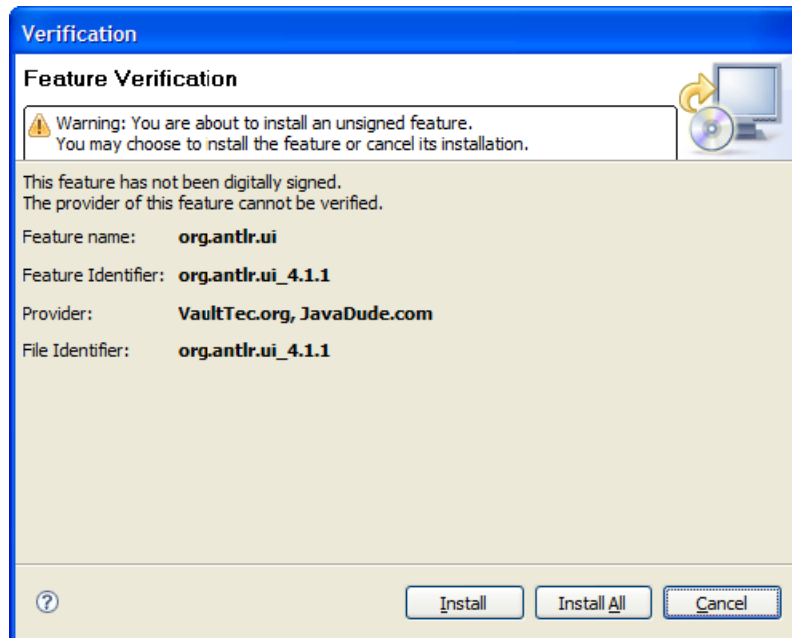 Verification
Feature Verification
Warning: You are about to install an unsigned feature.
You may choose to install the feature or cancel its installation.
This feature has not been digitally signed.
The provider of this feature cannot be verified.
Feature name: org.antlr.ui
Feature Identifier: org.antlr.ui_4.1.1
Provider: VaultTec.org, JavaDude.com
File Identifier: org.antlr.ui_4.1.1
? Install Install All Cancel